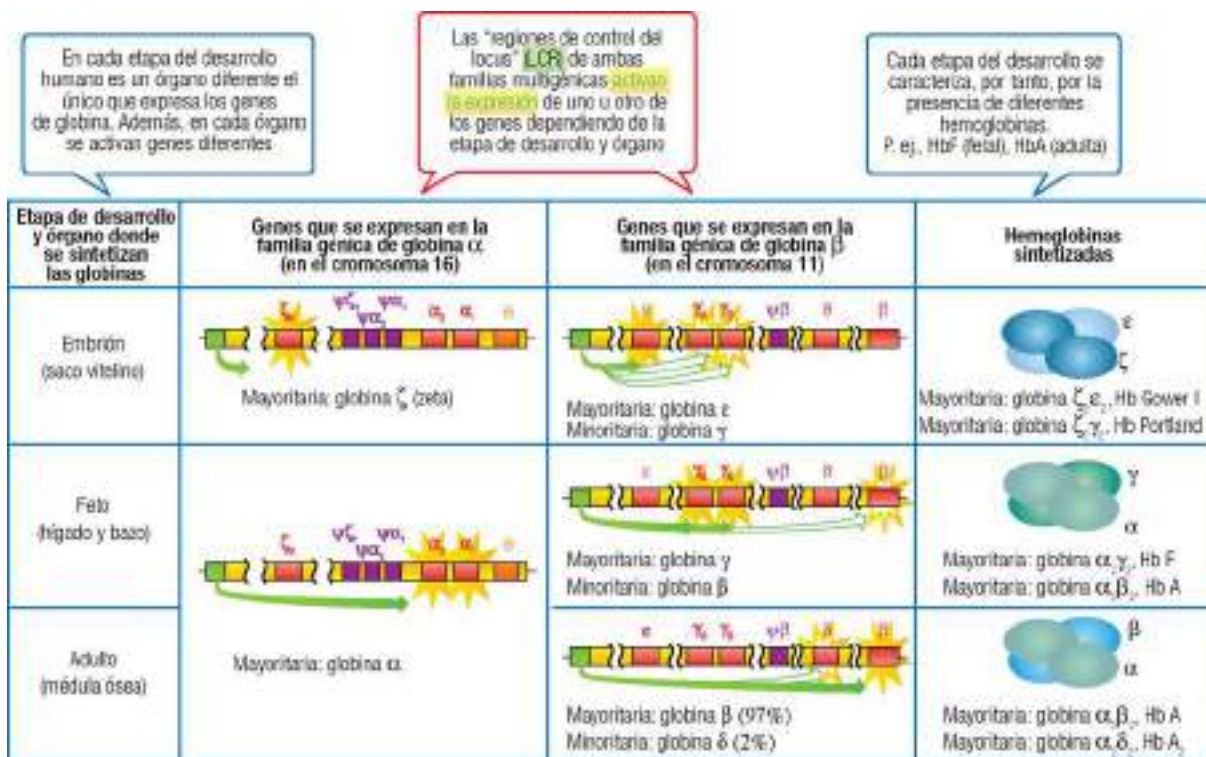 En cada etapa del desarrollo
humano es un órgano diferente el
único que expresa los genes
de globina. Además, en cada órgano
se activan genes diferentes
Las "regiones de control del
locus" (LCR) de ambas
familias multigénicas activan
la expresión de uno u otro de
los genes dependiendo de la
etapa de desarrollo y órgano
Cada etapa del desarrollo se
caracteriza, por tanto, por la
presencia de diferentes
hemoglobinas.
P. ej., HbF (fetal), HbA (adulta)
Etapa de desarrollo
y órgano donde
se sintetizan
las globinas
Genes que se expresan en la
familia génica de globina α
(en el cromosoma 16)
Genes que se expresan en la
familia génica de globina β
(en el cromosoma 11)
Hemoglobinas
sintetizadas
Embrión
(saco vitelino)
ψα₁
α₂ α₁
Mayoritaria: globina ζ (zeta)
ε
ψβ
β
Mayoritaria: globina ε
Minoritaria: globina γ
ε
ζ
Mayoritaria: globina ζ ε₂, Hb Gower I
Mayoritaria: globina ζ γ, Hb Portland
Feto
(hígado y bazo)
ε
ψβ
β
Mayoritaria: globina γ
Minoritaria: globina β
γ
α
Mayoritaria: globina α γ, Hb F
Mayoritaria: globina α β, Hb A
Adulto
(médula ósea)
Mayoritaria: globina α
ε
ψβ
β
Mayoritaria: globina β (97%)
Minoritaria: globina δ (2%)
β
α
Mayoritaria: globina α β, Hb A
Mayoritaria: globina α δ, Hb A₂